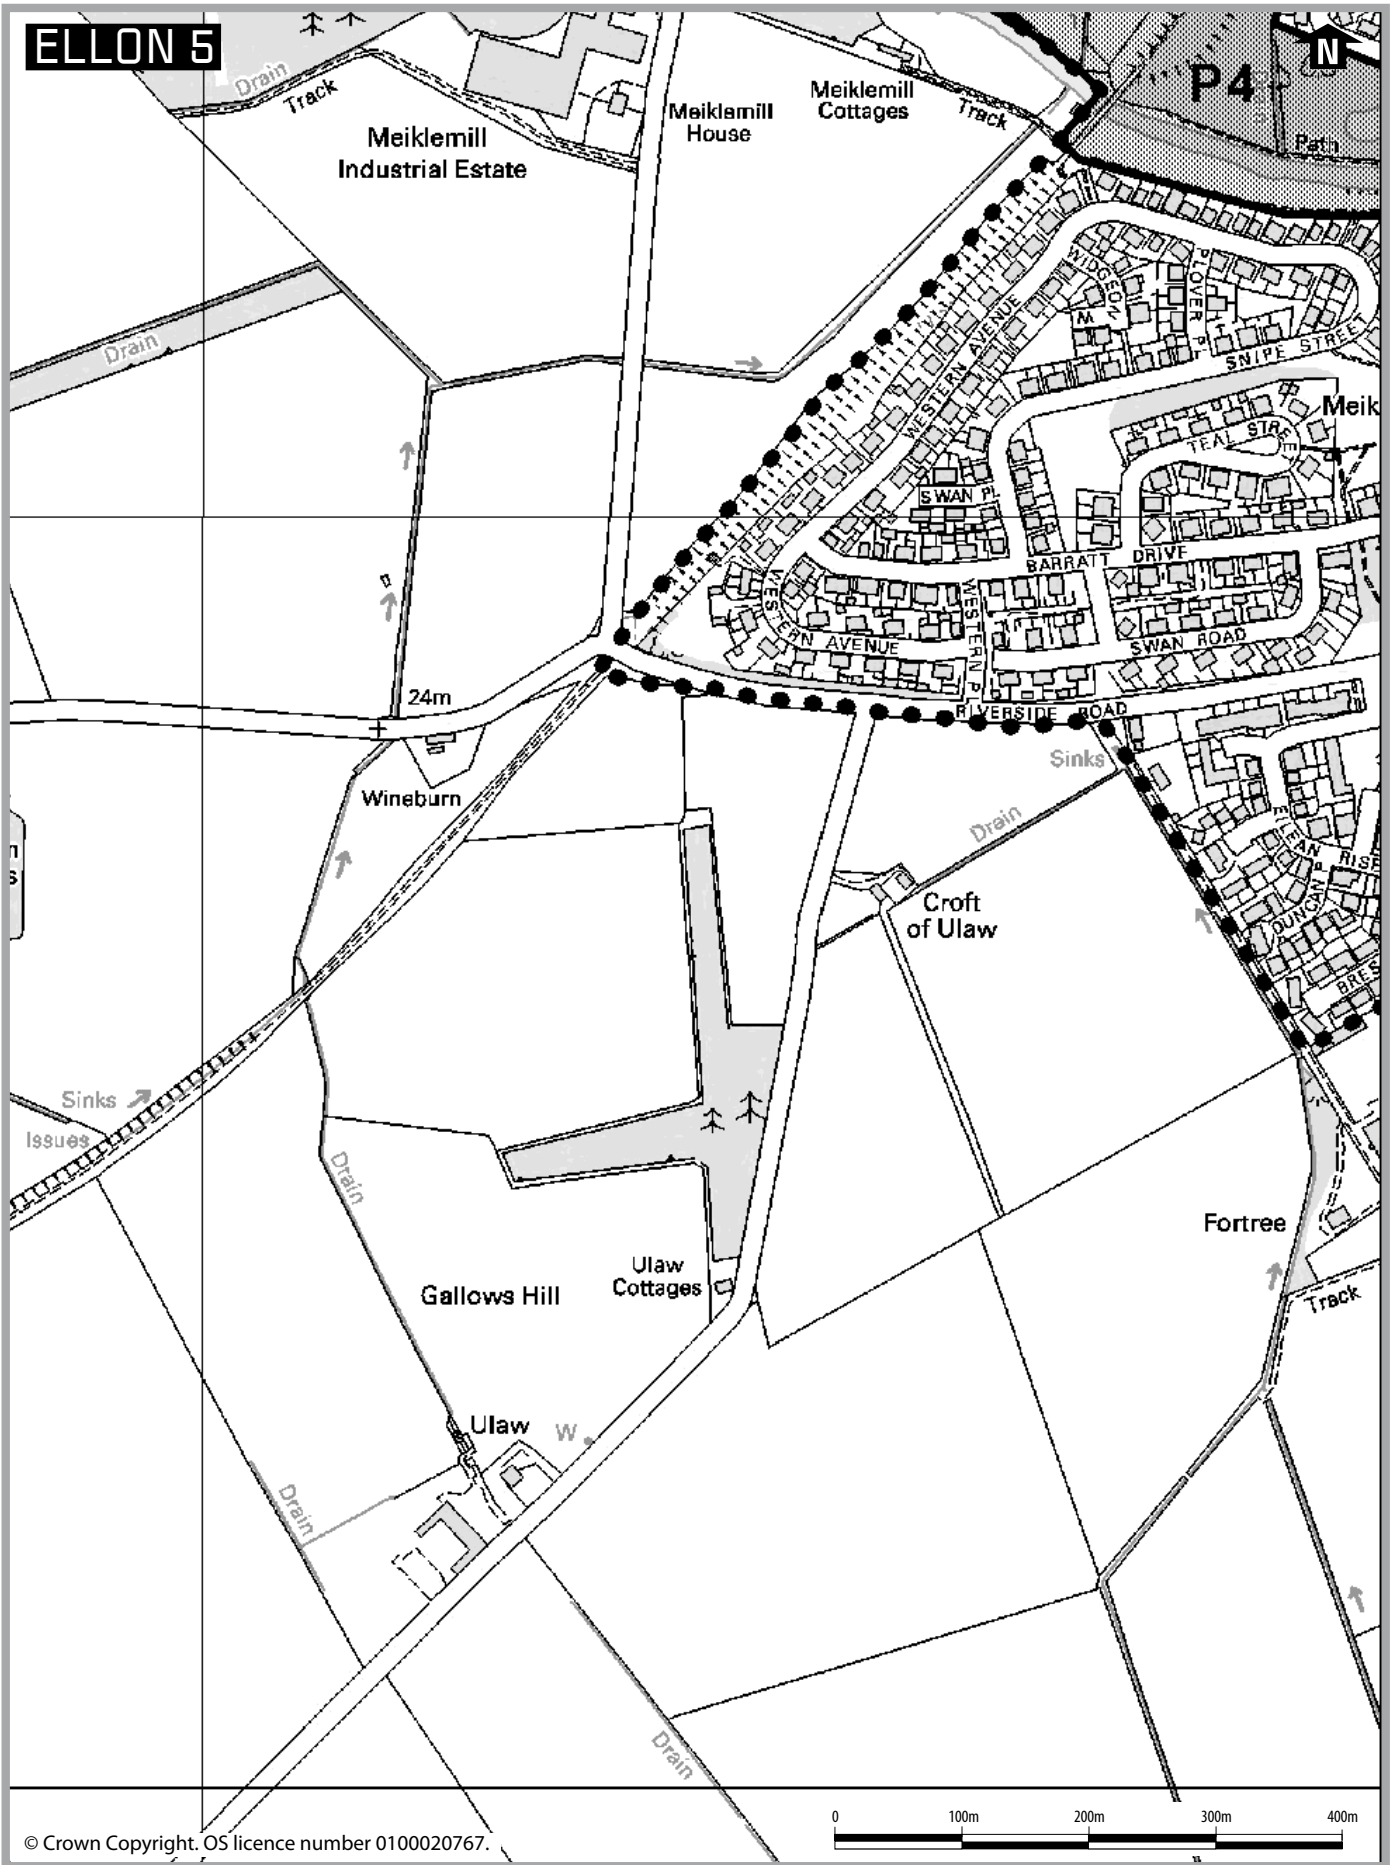 ELLON 5
N
P4
Drain
Track
Meiklemill
Industrial Estate
Meiklemill
House
Meiklemill
Cottages
Track
Path
Drain
WIDGEON
PLOVER
W
P
WESTERN AVENUE
SNIPE STREET
Meik
TEAL STREE
SWAN PL
BARRATT DRIVE
WESTERN AVENUE
WESTERN P
SWAN ROAD
24m
RIVERSIDE ROAD
Sinks
Wineburn
Drain
n
s
ELEAN RISE
DUNCAN P
Croft
of Ulaw
BRES
Sinks
Issues
Drain
Fortree
Ulaw
Cottages
Gallows Hill
Track
Ulaw
W
Drain
Drain
0 100m 200m 300m 400m
© Crown Copyright. OS licence number 0100020767.